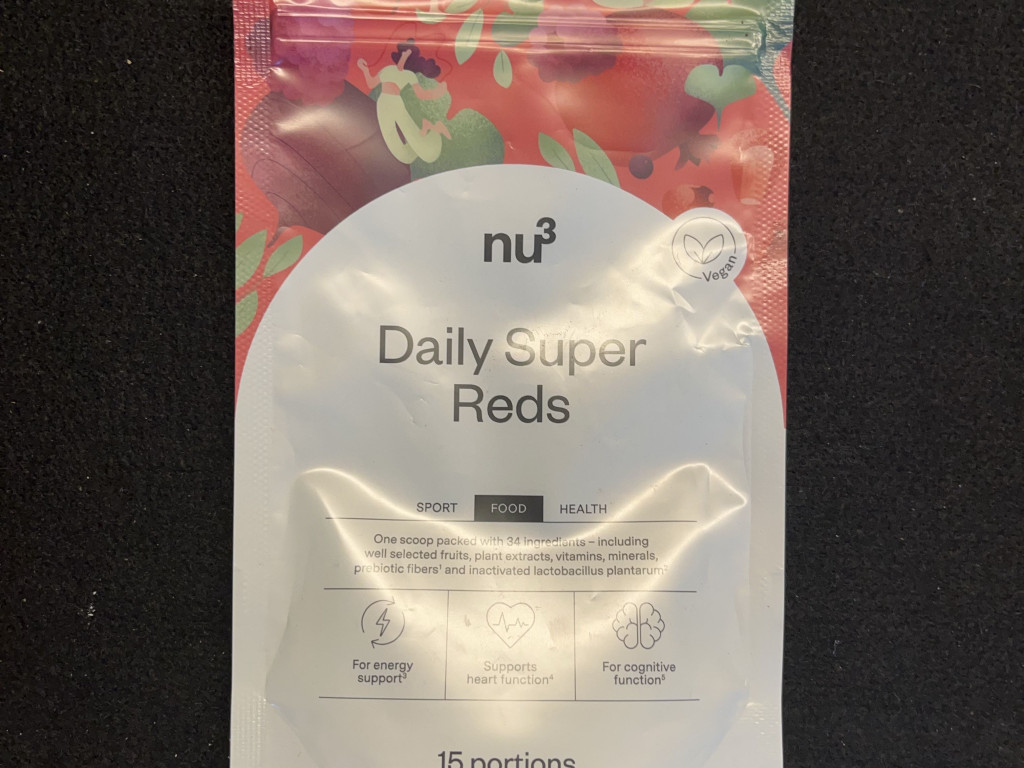 nu³
Vegan
Daily Super
Reds
SPORT FOOD HEALTH
One scoop packed with 34 ingredients – including
well selected fruits, plant extracts, vitamins, minerals,
prebiotic fibers¹ and inactivated lactobacillus plantarum²
For energy
support³
Supports
heart function⁴
For cognitive
function⁵
15 portions